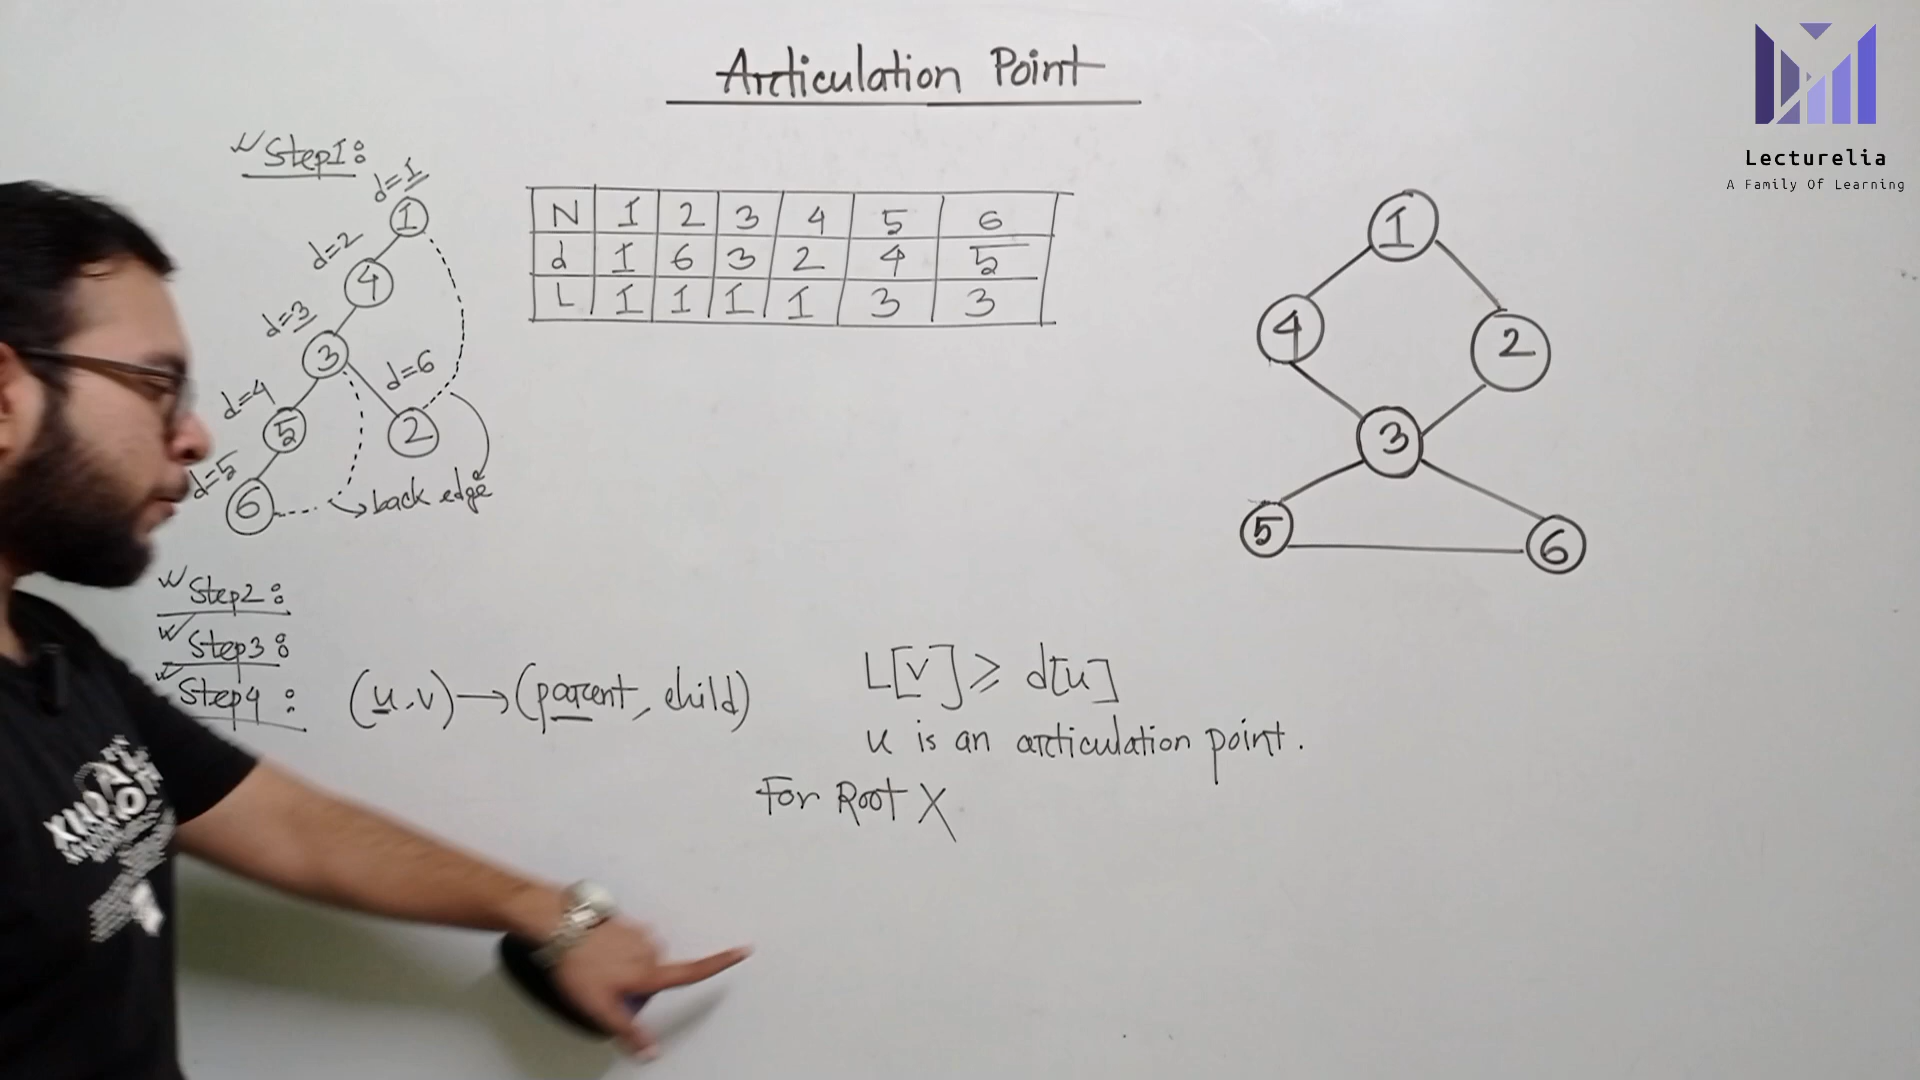 Articulation Point
Lecturelia
A Family Of Learning
Step1:
d=1
1
d=2
4
d=3
3
d=6
d=4
5
2
d=5
6
back edge
N 1 2 3 4 5 6
d 1 6 3 2 4 5
L 1 1 1 1 3 3
1
4
2
3
5
6
Step2:
Step3:
Step4:
(u,v)→(parent, child)
L[v] ⩾ d[u]
u is an articulation point.
For Root X